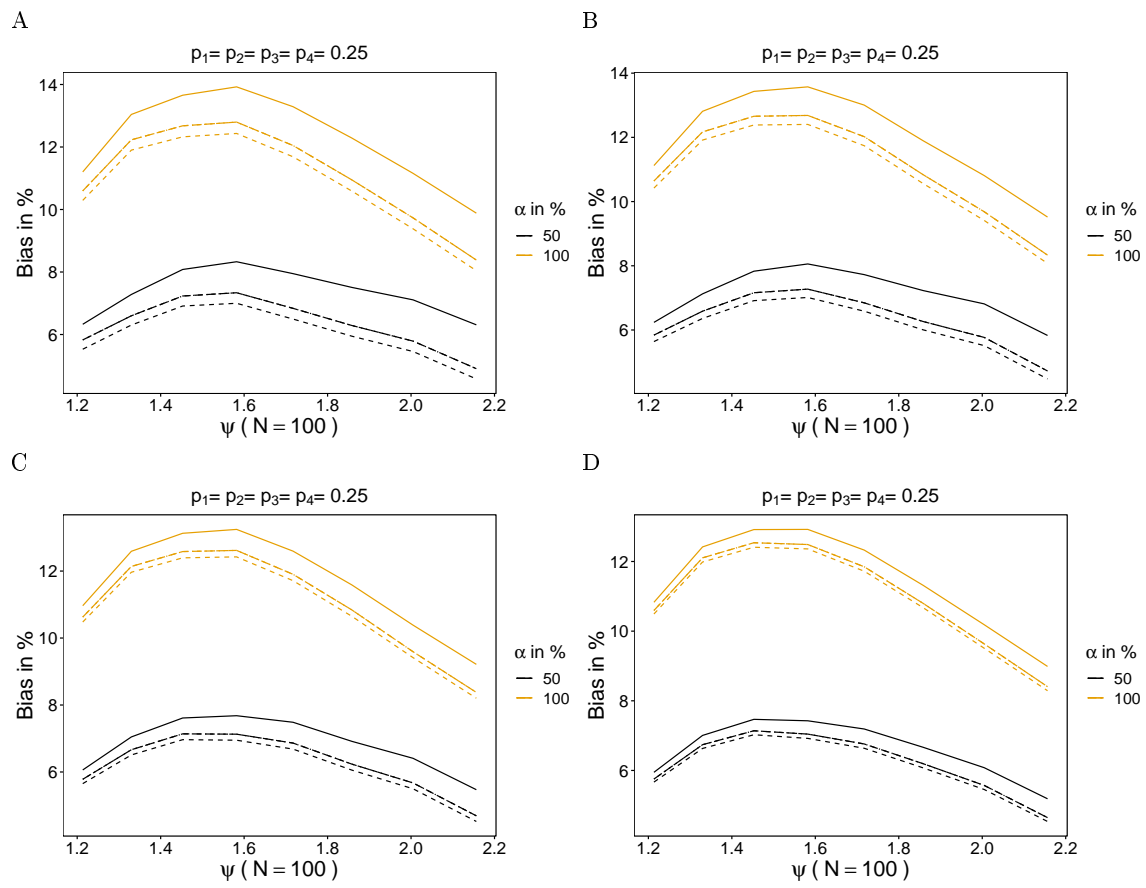 A
p1= p2= p3= p4= 0.25
14
12
10
8
6
Bias in %
1.2 1.4 1.6 1.8 2.0 2.2
ψ ( N = 100 )
α in %
50
100
B
p1= p2= p3= p4= 0.25
14
12
10
8
6
Bias in %
1.2 1.4 1.6 1.8 2.0 2.2
ψ ( N = 100 )
α in %
50
100
C
p1= p2= p3= p4= 0.25
12
10
8
6
Bias in %
1.2 1.4 1.6 1.8 2.0 2.2
ψ ( N = 100 )
α in %
50
100
D
p1= p2= p3= p4= 0.25
12
10
8
6
Bias in %
1.2 1.4 1.6 1.8 2.0 2.2
ψ ( N = 100 )
α in %
50
100